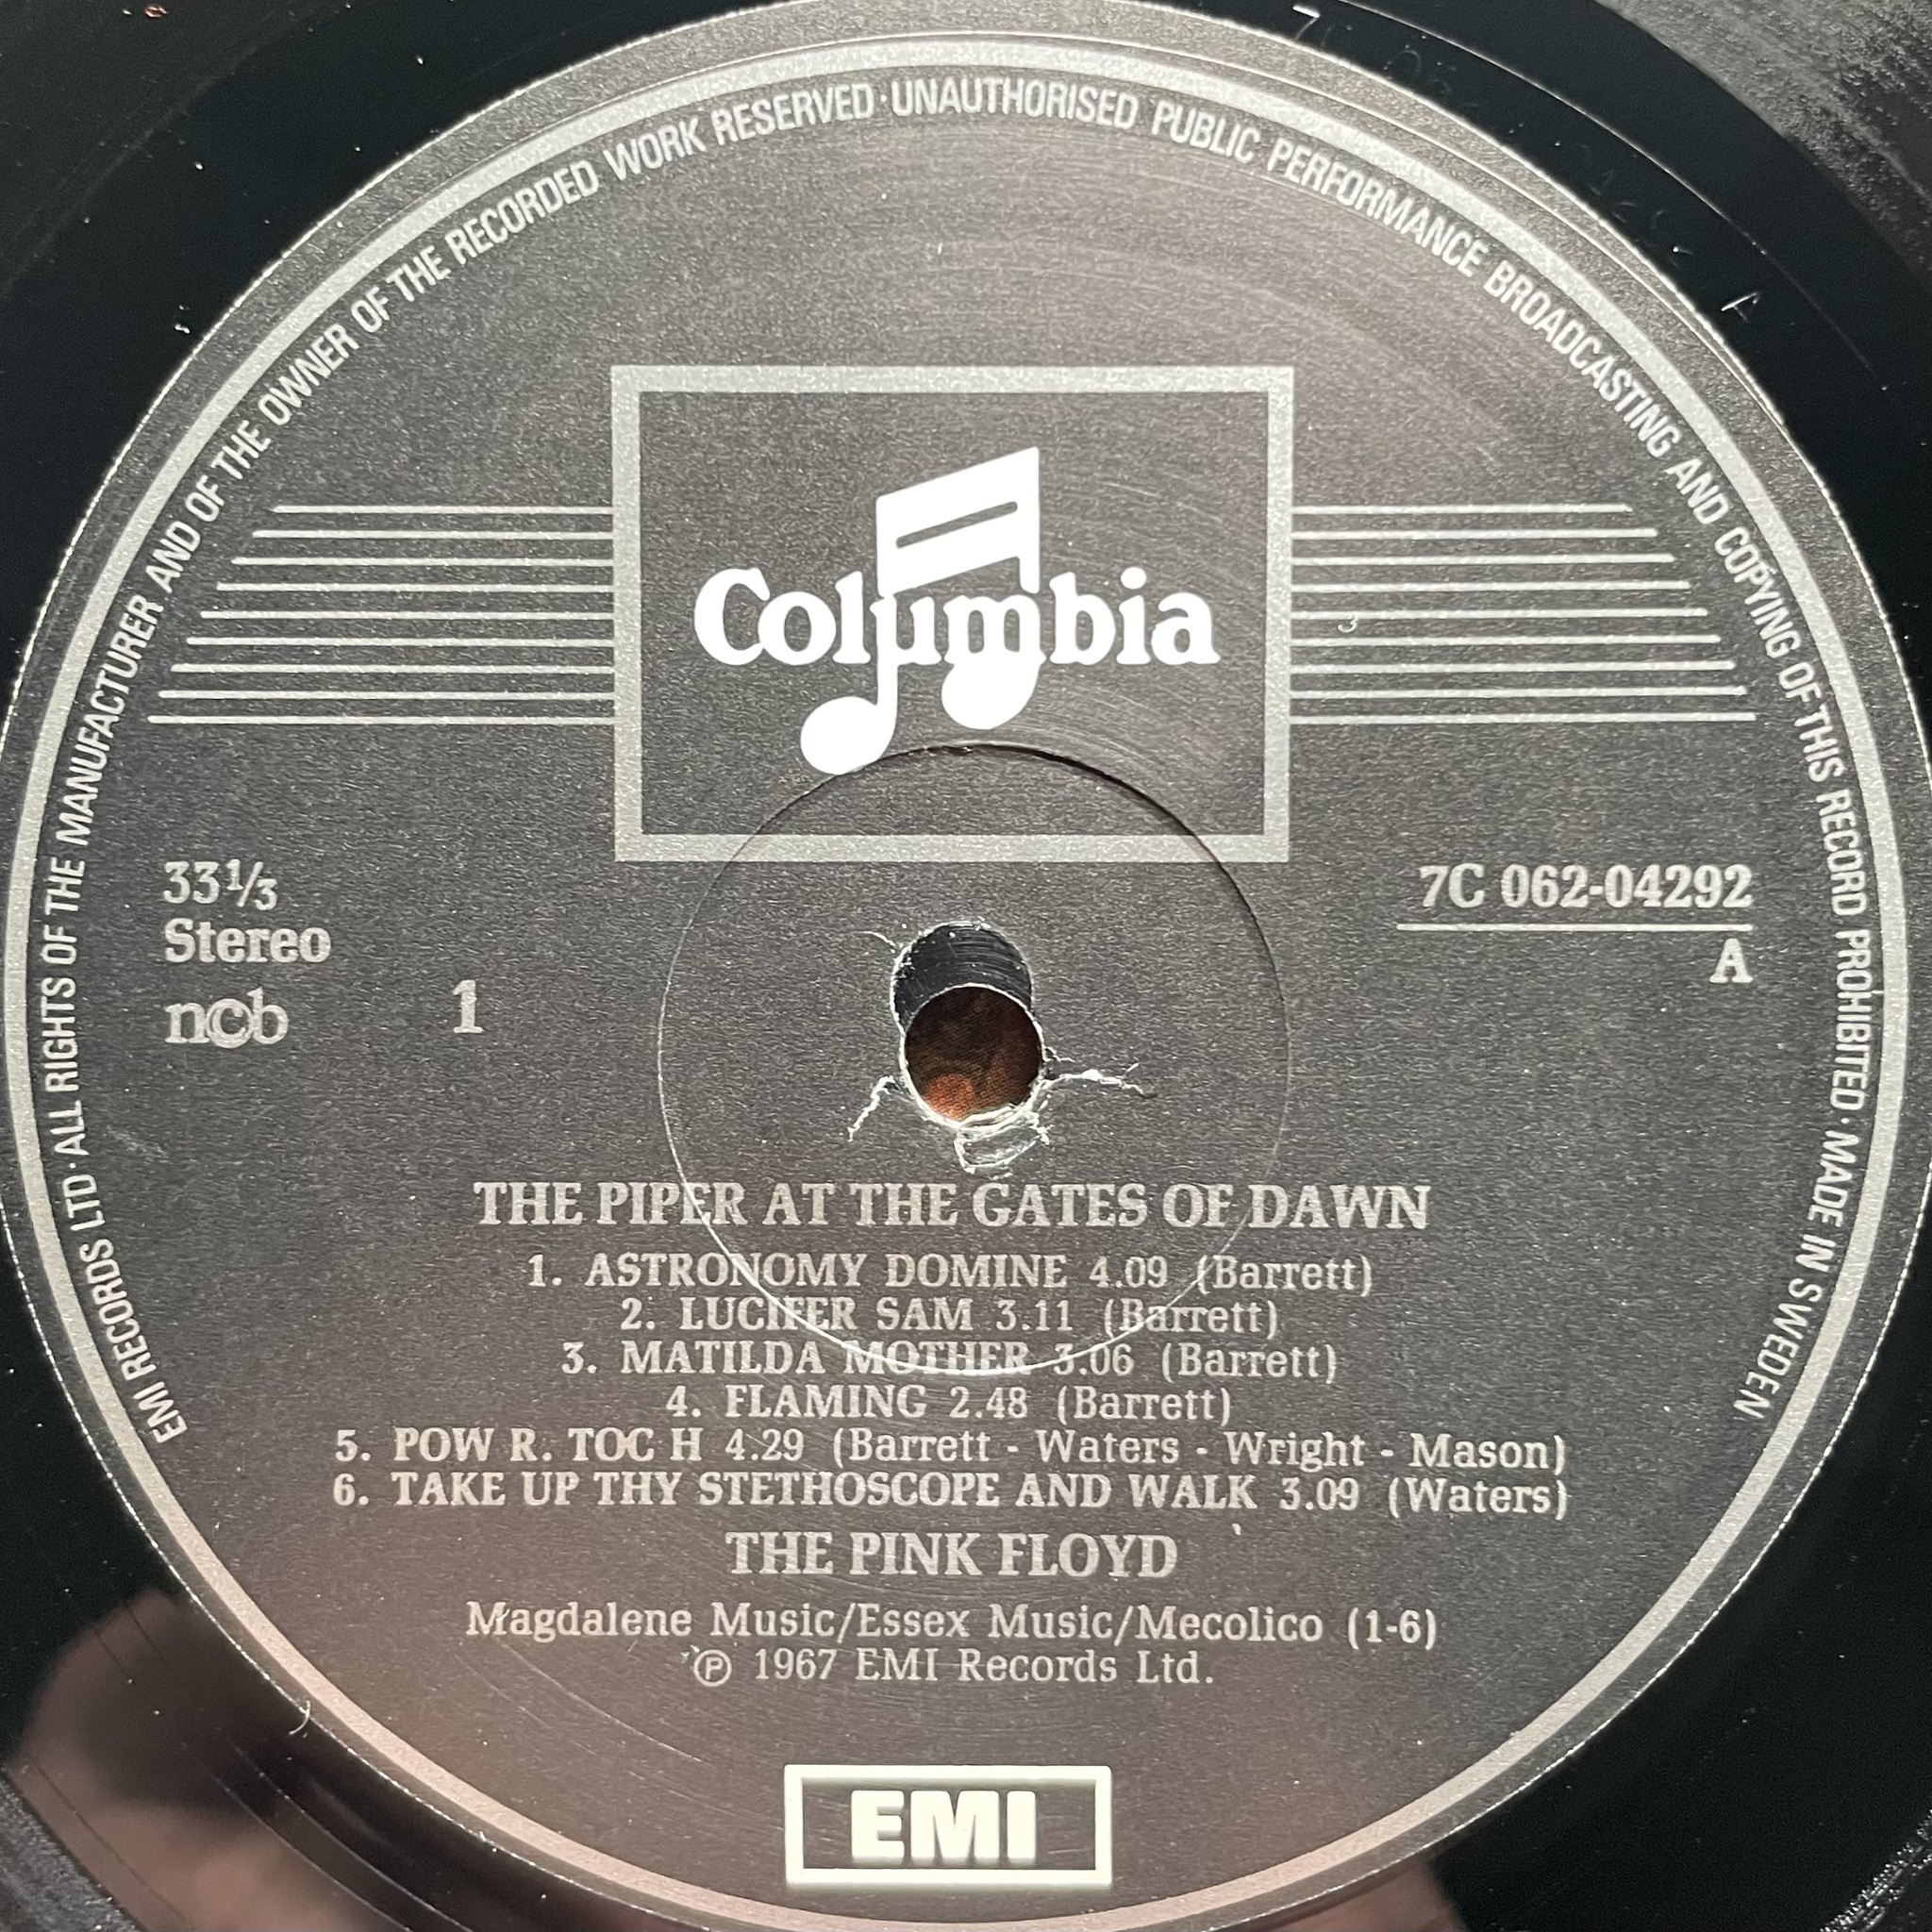 EMI RECORDS LTD·ALL RIGHTS OF THE MANUFACTURER AND OF THE OWNER OF THE RECORDED WORK RESERVED·UNAUTHORISED PUBLIC PERFORMANCE BROADCASTING AND COPYING OF THIS RECORD PROHIBITED·MADE IN SWEDEN
Columbia
33⅓
Stereo
n©b
1
7C 062-04292
A
THE PIPER AT THE GATES OF DAWN
1. ASTRONOMY DOMINE 4.09 (Barrett)
2. LUCIFER SAM 3.11 (Barrett)
3. MATILDA MOTHER 3.06 (Barrett)
4. FLAMING 2.48 (Barrett)
5. POW R. TOC H 4.29 (Barrett - Waters - Wright - Mason)
6. TAKE UP THY STETHOSCOPE AND WALK 3.09 (Waters)
THE PINK FLOYD
Magdalene Music/Essex Music/Mecolico (1-6)
℗ 1967 EMI Records Ltd.
EMI